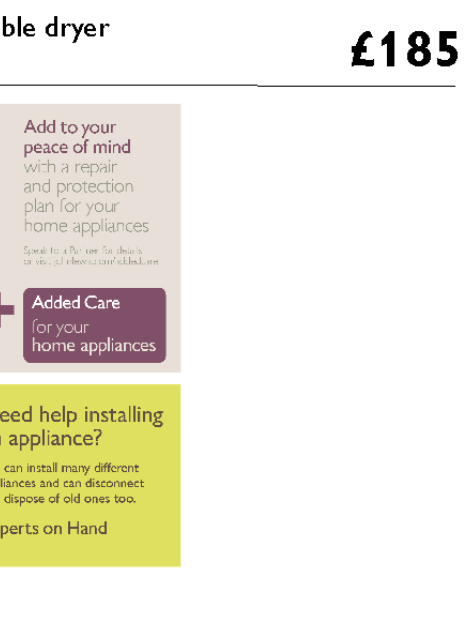 ble dryer
£185
Add to your
peace of mind
with a repair
and protection
plan for your
home appliances
Speak to a Partner for details
or visit johnlewis.com/addedcare
Added Care
for your
home appliances
eed help installing
appliance?
can install many different
liances and can disconnect
dispose of old ones too.
perts on Hand